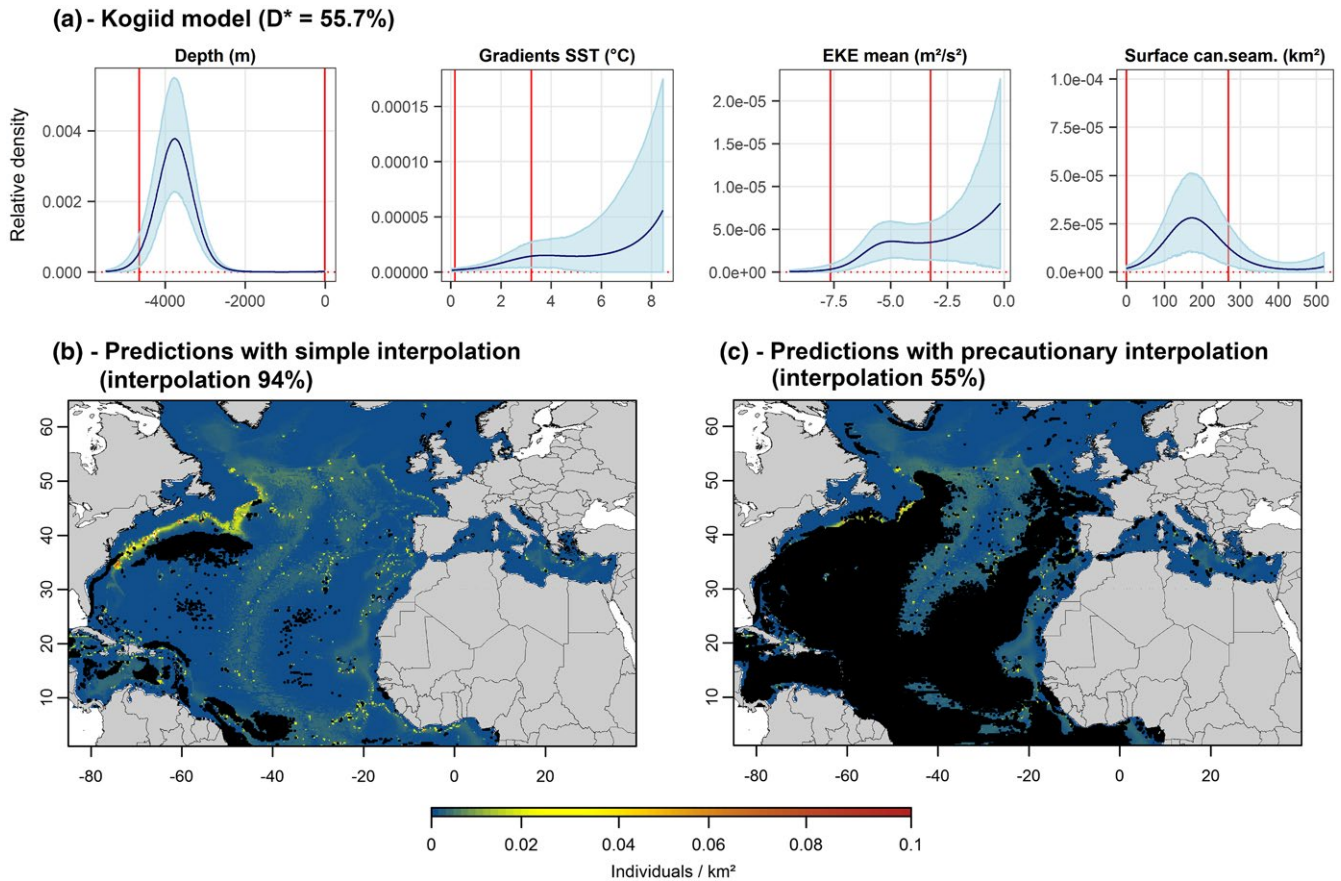 (a) - Kogiid model (D* = 55.7%)
Depth (m)
Gradients SST (°C)
EKE mean (m²/s²)
Surface can.seam. (km²)
Relative density
0.004
0.002
0.000
-4000
-2000
0
0.00015
0.00010
0.00005
0.00000
0
2
4
6
8
2.0e-05
1.5e-05
1.0e-05
5.0e-06
0.0e+00
-7.5
-5.0
-2.5
0.0
1.0e-04
7.5e-05
5.0e-05
2.5e-05
0.0e+00
0
100
200
300
400
500
(b) - Predictions with simple interpolation
(interpolation 94%)
60
50
40
30
20
10
-80
-60
-40
-20
0
20
(c) - Predictions with precautionary interpolation
(interpolation 55%)
60
50
40
30
20
10
-80
-60
-40
-20
0
20
0
0.02
0.04
0.06
0.08
0.1
Individuals / km²